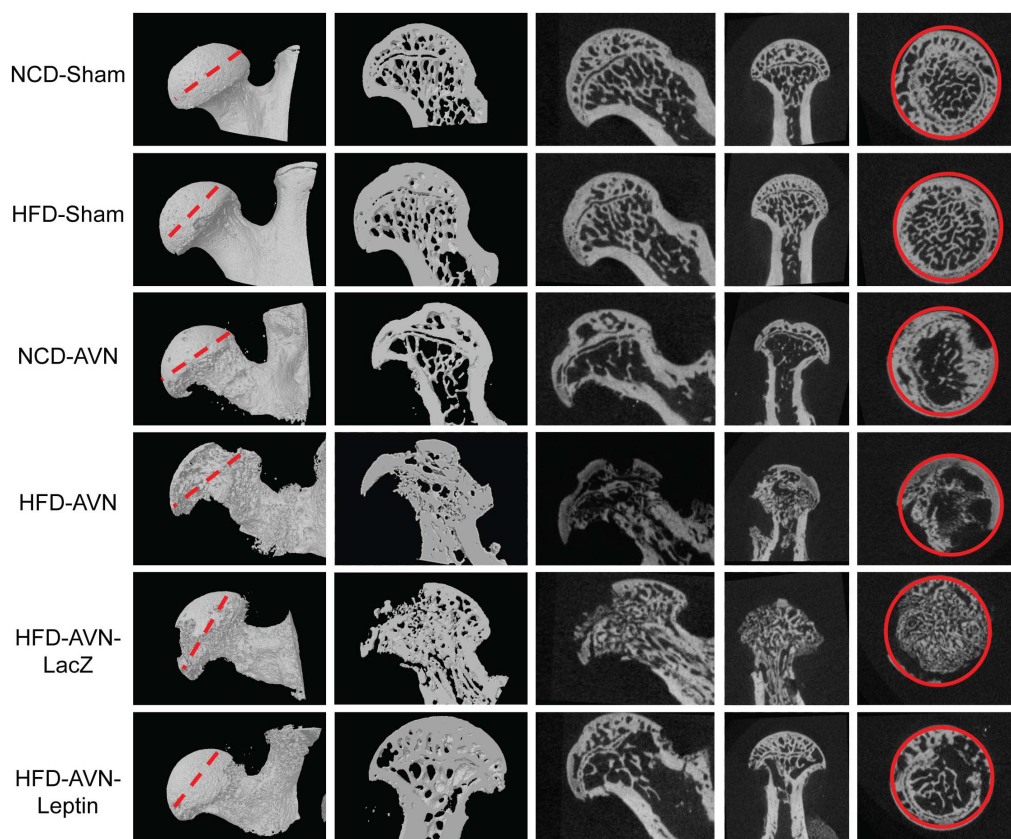 NCD-Sham
HFD-Sham
NCD-AVN
HFD-AVN
HFD-AVN-
LacZ
HFD-AVN-
Leptin